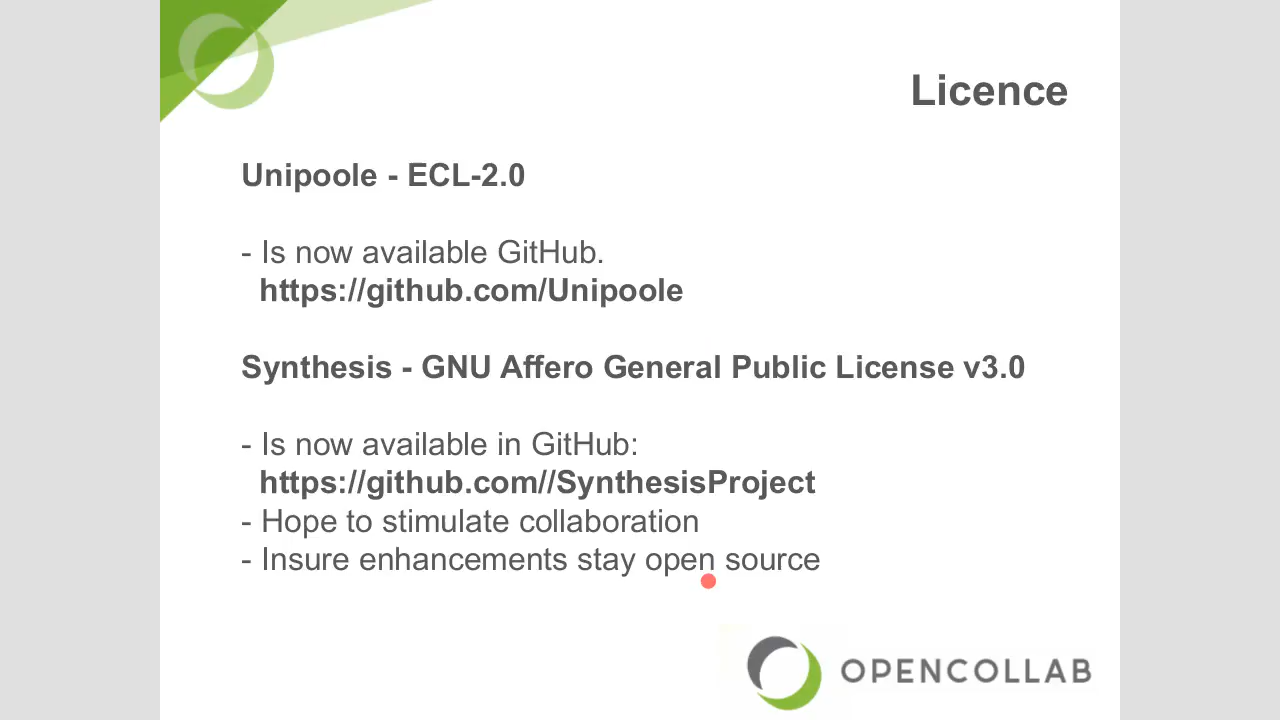 Licence
Unipoole - ECL-2.0
- Is now available GitHub.
https://github.com/Unipoole
Synthesis - GNU Affero General Public License v3.0
- Is now available in GitHub:
https://github.com//SynthesisProject
- Hope to stimulate collaboration
- Insure enhancements stay open source
OPENCOLLAB